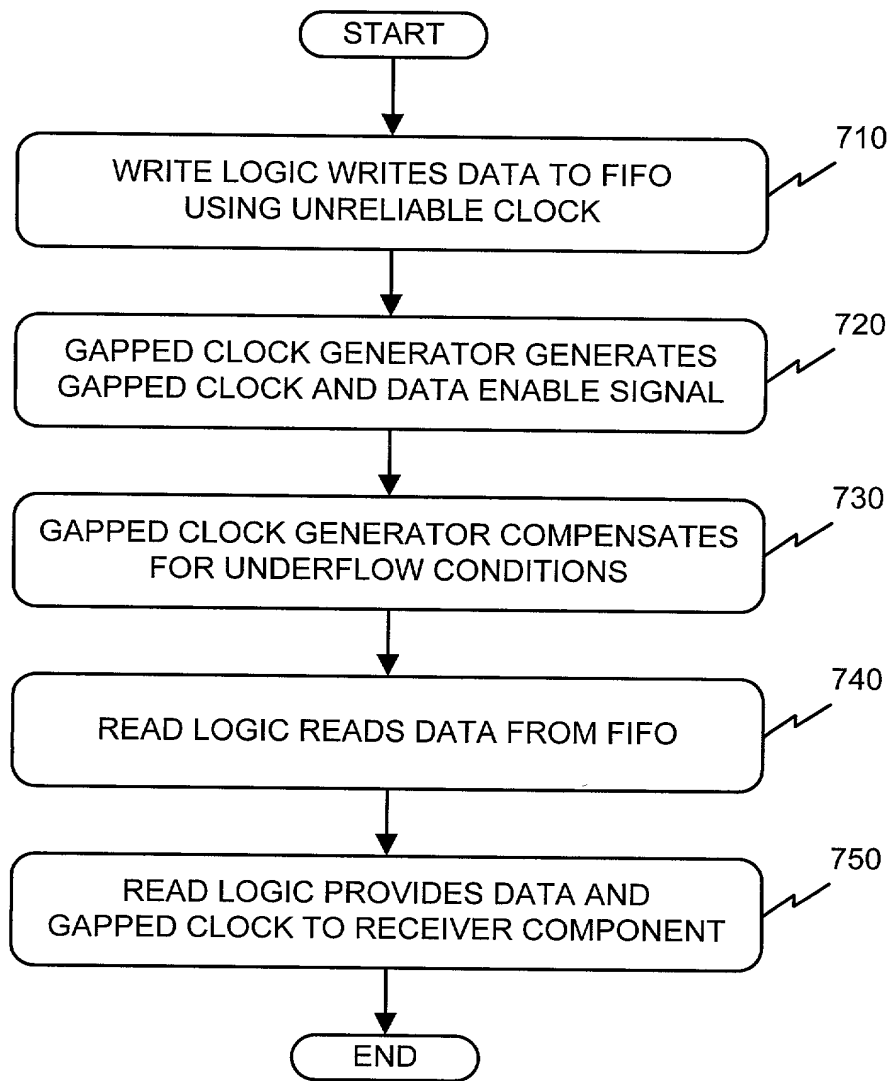 START
710
WRITE LOGIC WRITES DATA TO FIFO
USING UNRELIABLE CLOCK
720
GAPPED CLOCK GENERATOR GENERATES
GAPPED CLOCK AND DATA ENABLE SIGNAL
730
GAPPED CLOCK GENERATOR COMPENSATES
FOR UNDERFLOW CONDITIONS
740
READ LOGIC READS DATA FROM FIFO
750
READ LOGIC PROVIDES DATA AND
GAPPED CLOCK TO RECEIVER COMPONENT
END